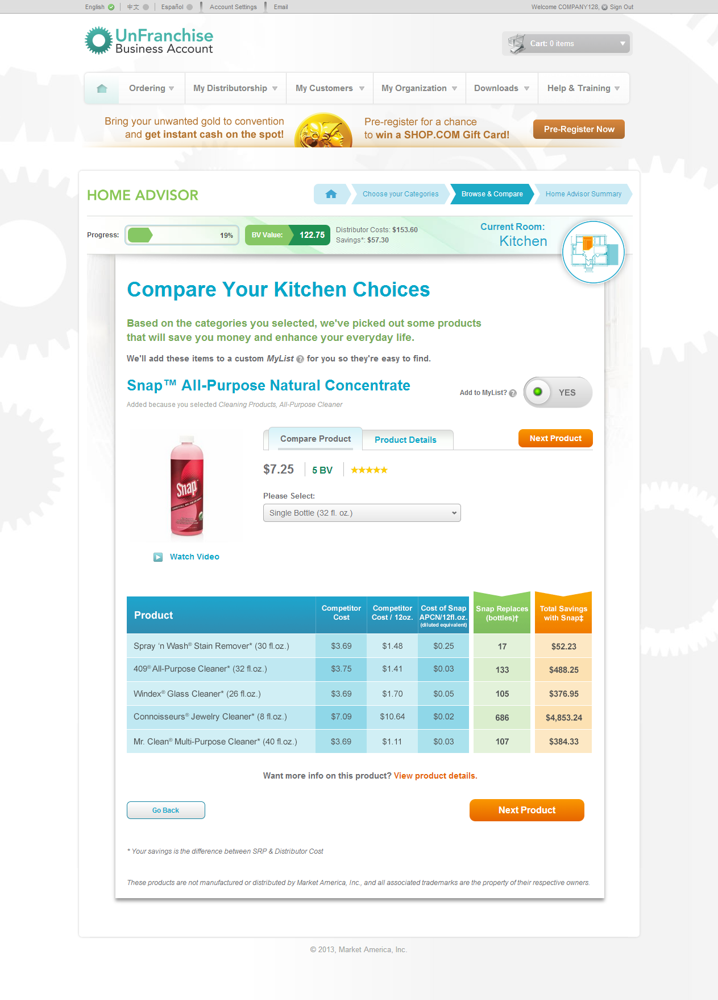 English 中文 Español Account Settings Email Welcome COMPANY128, Sign Out
UnFranchise
Business Account
Cart: 0 items
Ordering My Distributorship My Customers My Organization Downloads Help & Training
Bring your unwanted gold to convention
and get instant cash on the spot!
Pre-register for a chance
to win a SHOP.COM Gift Card!
Pre-Register Now
HOME ADVISOR
Choose your Categories Browse & Compare Home Advisor Summary
Progress: 19% BV Value: 122.75
Distributor Costs: $153.60
Savings*: $57.30
Current Room:
Kitchen
Compare Your Kitchen Choices
Based on the categories you selected, we've picked out some products
that will save you money and enhance your everyday life.
We'll add these items to a custom MyList ? for you so they're easy to find.
Snap™ All-Purpose Natural Concentrate
Added because you selected Cleaning Products, All-Purpose Cleaner
Add to MyList? ? YES
Snap
Watch Video
Compare Product Product Details Next Product
$7.25 5 BV
Please Select:
Single Bottle (32 fl. oz.)
Product Competitor Cost Competitor Cost / 12oz. Cost of Snap APCN/12fl.oz. (diluted equivalent) Snap Replaces (bottles)† Total Savings with Snap‡
Spray 'n Wash® Stain Remover* (30 fl.oz.) $3.69 $1.48 $0.25 17 $52.23
409® All-Purpose Cleaner* (32 fl.oz.) $3.75 $1.41 $0.03 133 $488.25
Windex® Glass Cleaner* (26 fl.oz.) $3.69 $1.70 $0.05 105 $376.95
Connoisseurs® Jewelry Cleaner* (8 fl.oz.) $7.09 $10.64 $0.02 686 $4,853.24
Mr. Clean® Multi-Purpose Cleaner* (40 fl.oz.) $3.69 $1.11 $0.03 107 $384.33
Want more info on this product? View product details.
Go Back Next Product
* Your savings is the difference between SRP & Distributor Cost
These products are not manufactured or distributed by Market America, Inc., and all associated trademarks are the property of their respective owners.
© 2013, Market America, Inc.